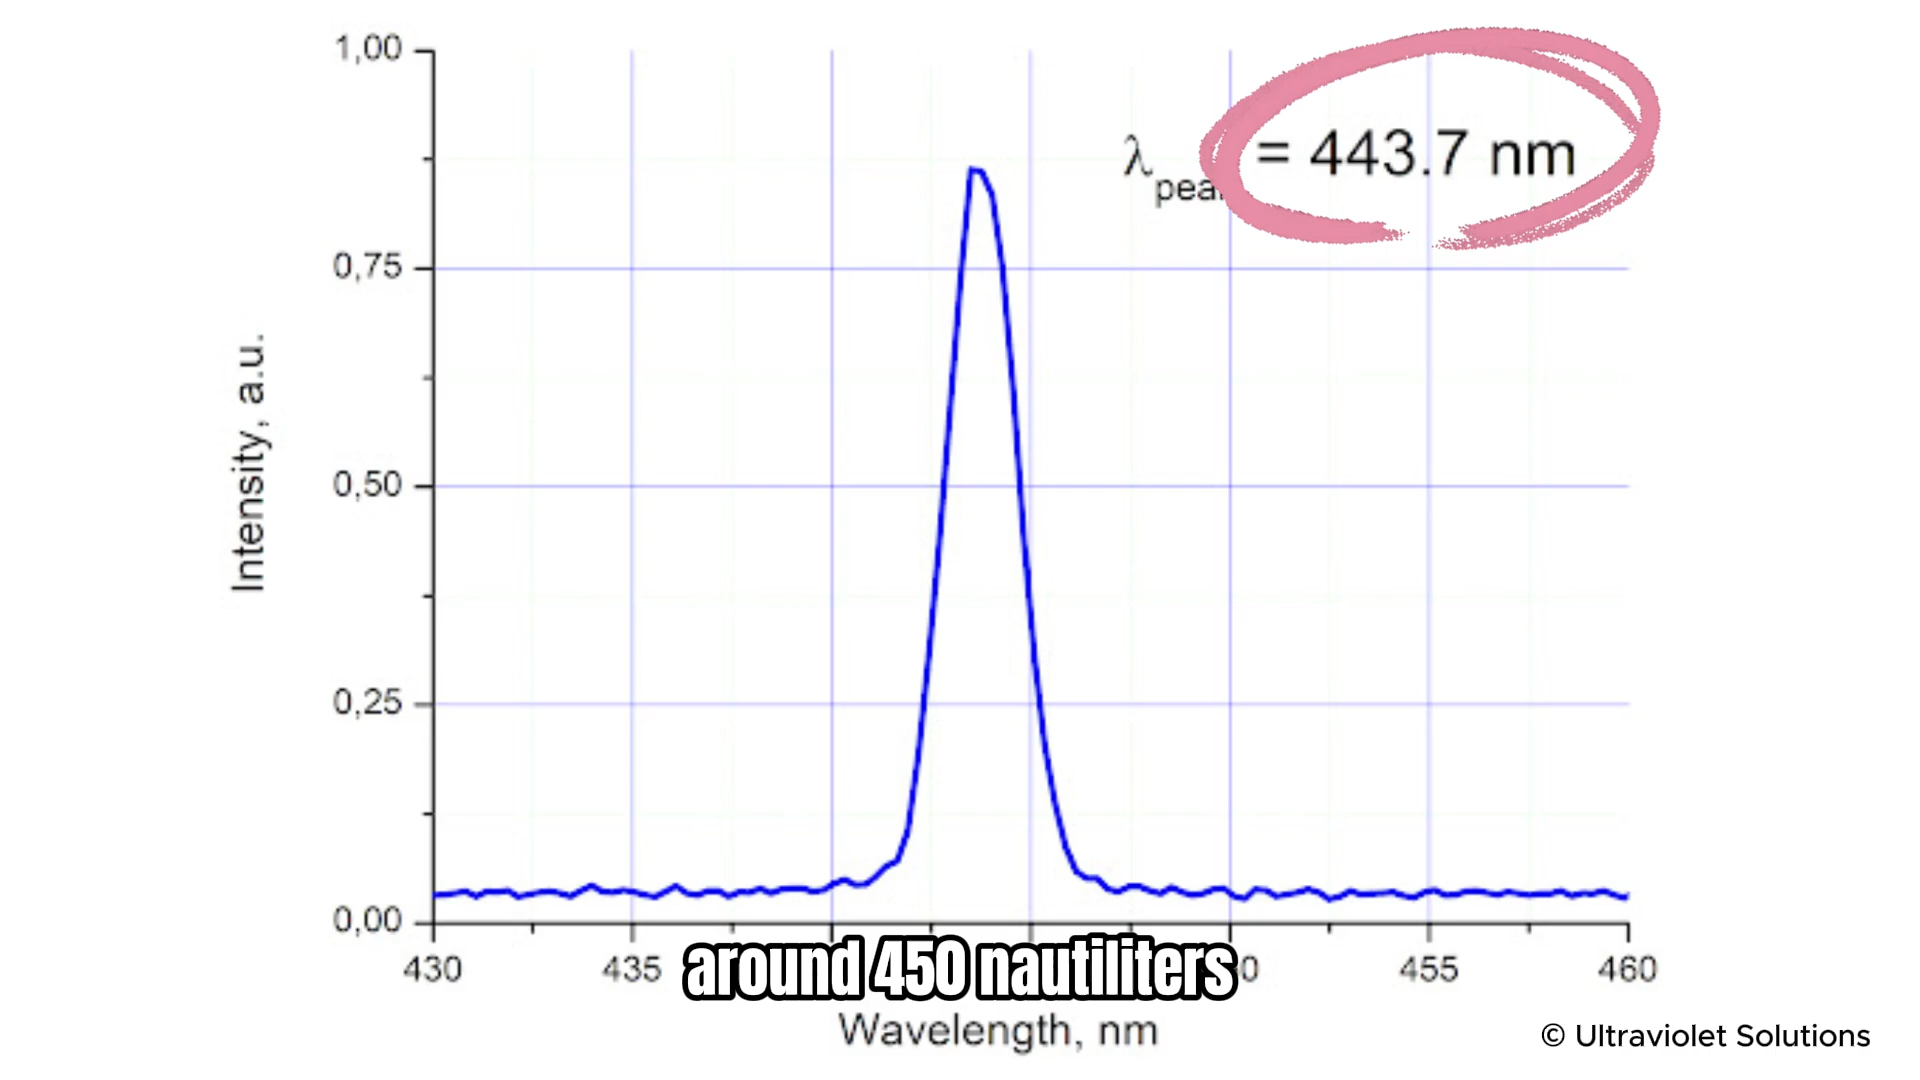 1,00
λ = 443.7 nm
0,75
0,50
0,25
0,00
Intensity, a.u.
430 435 455 460
around 450 nautiliters
Wavelength, nm
© Ultraviolet Solutions